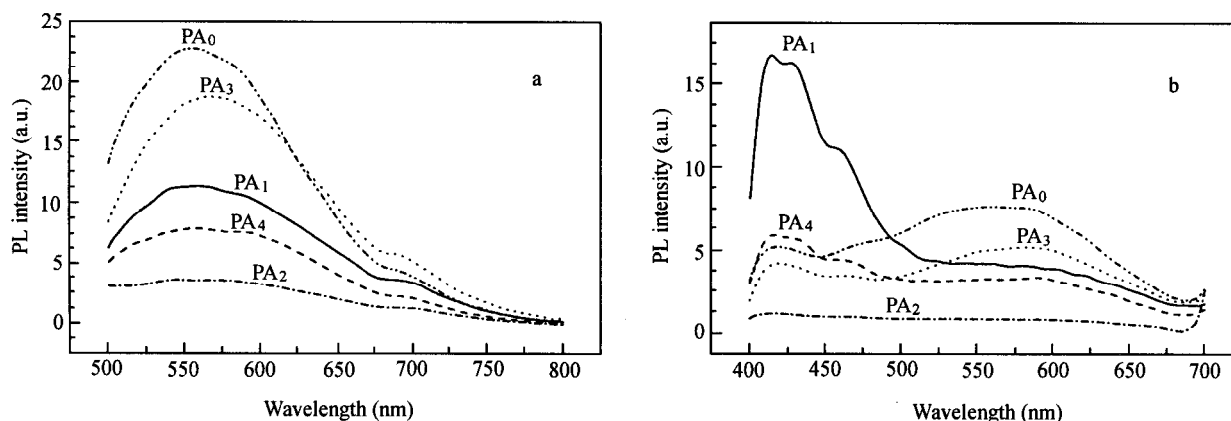 25
20
15
10
5
0
PL intensity (a.u.)
PA₀
PA₃
PA₁
PA₄
PA₂
a
500 550 600 650 700 750 800
Wavelength (nm)
15
10
5
0
PL intensity (a.u.)
PA₁
b
PA₀
PA₄
PA₃
PA₂
400 450 500 550 600 650 700
Wavelength (nm)